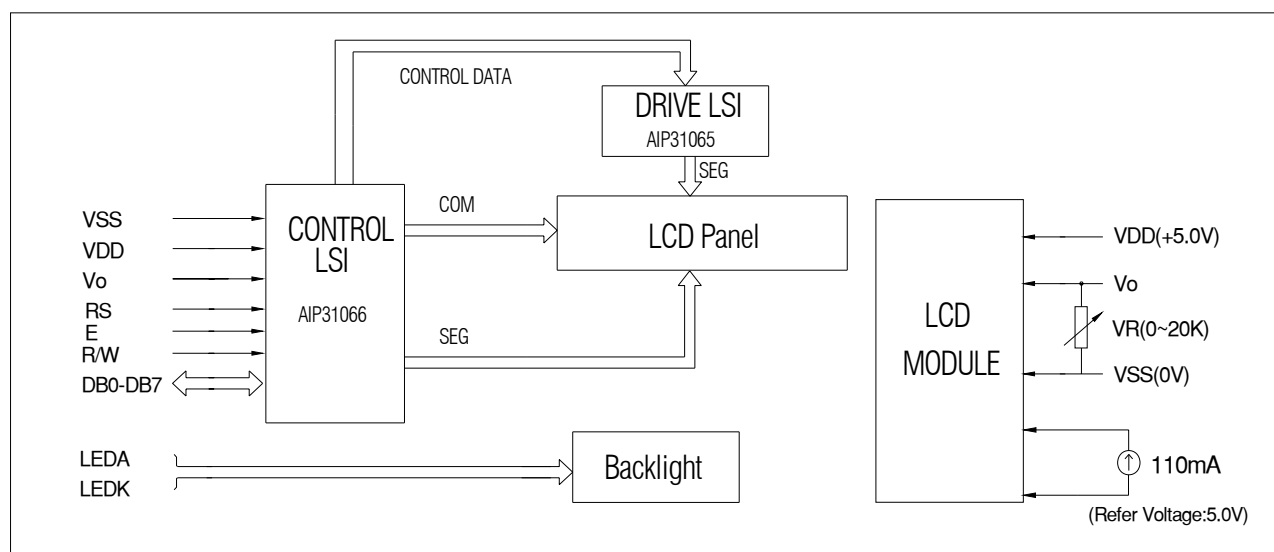 CONTROL DATA
DRIVE LSI
AIP31065
SEG
VSS
VDD
Vo
RS
E
R/W
DB0-DB7
CONTROL
LSI
AIP31066
COM
SEG
LCD Panel
LEDA
LEDK
Backlight
LCD
MODULE
VDD(+5.0V)
Vo
VR(0~20K)
VSS(0V)
110mA
(Refer Voltage:5.0V)